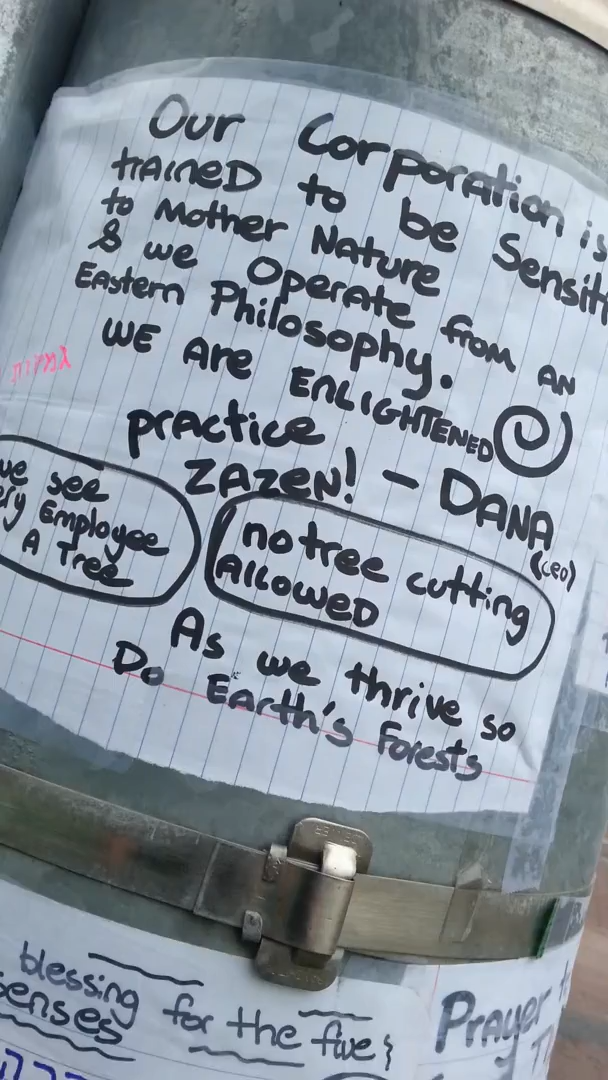 Our Corporation is
trAineD to be Sensiti
to Mother NAture
& we Operate from AN
Eastern Philosophy.
WE ARe ENLIGHTENED
prActice
ZAZEN! – DANA
(CEO)
we see
ery Employee
A Tree
no tree cutting
AllOWED
As we thrive so
Do EArth's Forests
blessing for the five
senses
Prayer